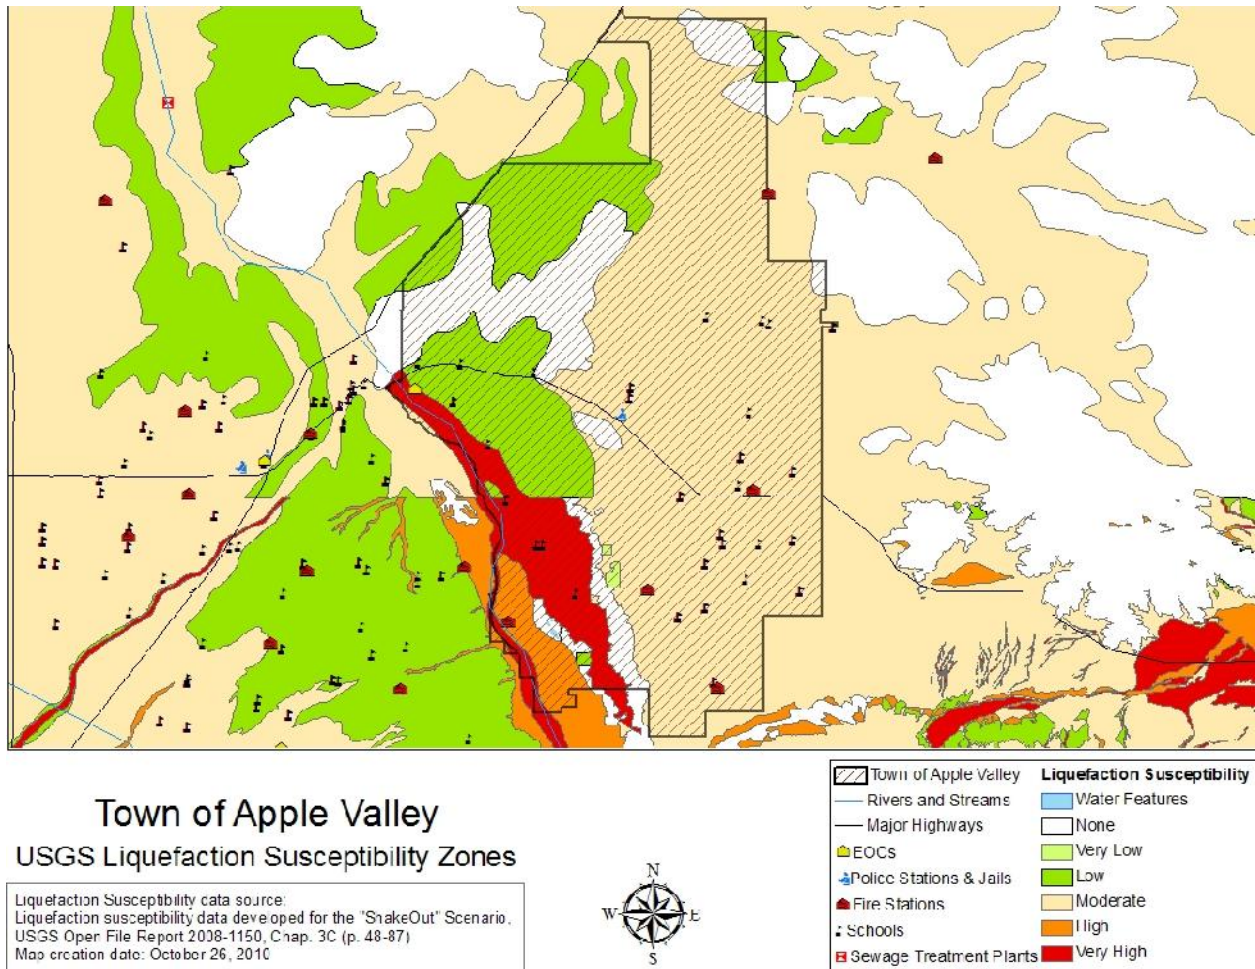 Town of Apple Valley
USGS Liquefaction Susceptibility Zones
Liquefaction Susceptibility data source:
Liquefaction susceptibility data developed for the "ShakeOut" Scenario,
USGS Open File Report 2008-1150, Chap. 3C (p. 48-87)
Map creation date: October 26, 2010
N
W E
S
Town of Apple Valley
Rivers and Streams
Major Highways
EOCs
Police Stations & Jails
Fire Stations
Schools
Sewage Treatment Plants
Liquefaction Susceptibility
Water Features
None
Very Low
Low
Moderate
High
Very High